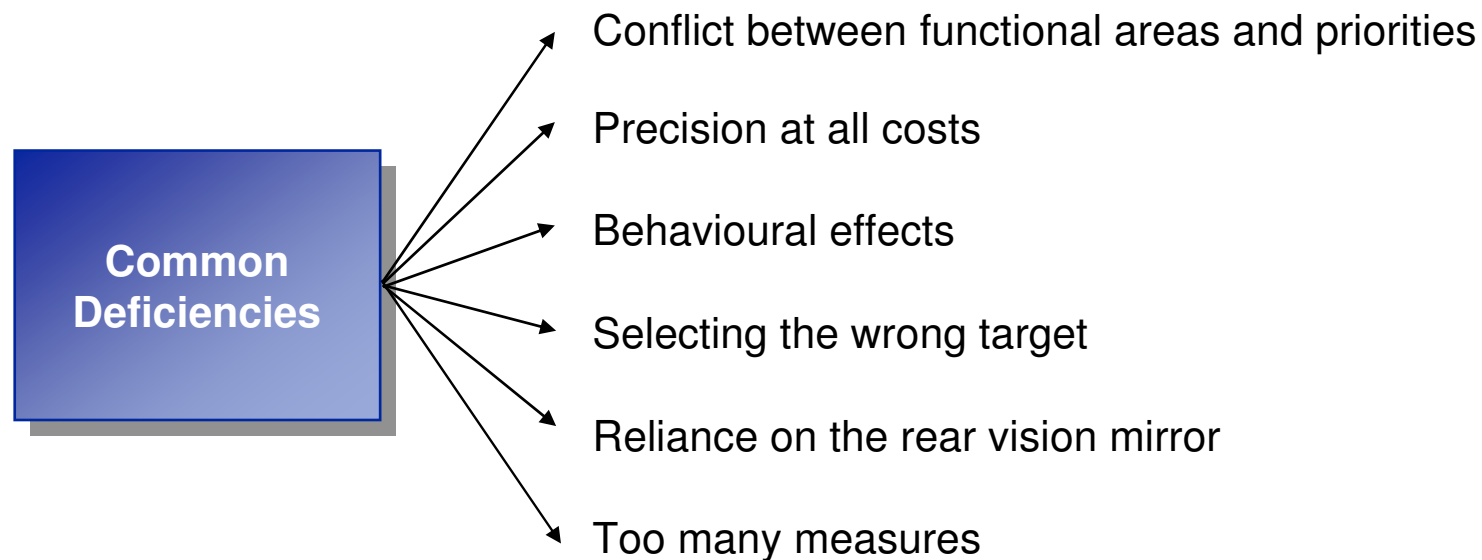 Common
Deficiencies
Conflict between functional areas and priorities
Precision at all costs
Behavioural effects
Selecting the wrong target
Reliance on the rear vision mirror
Too many measures